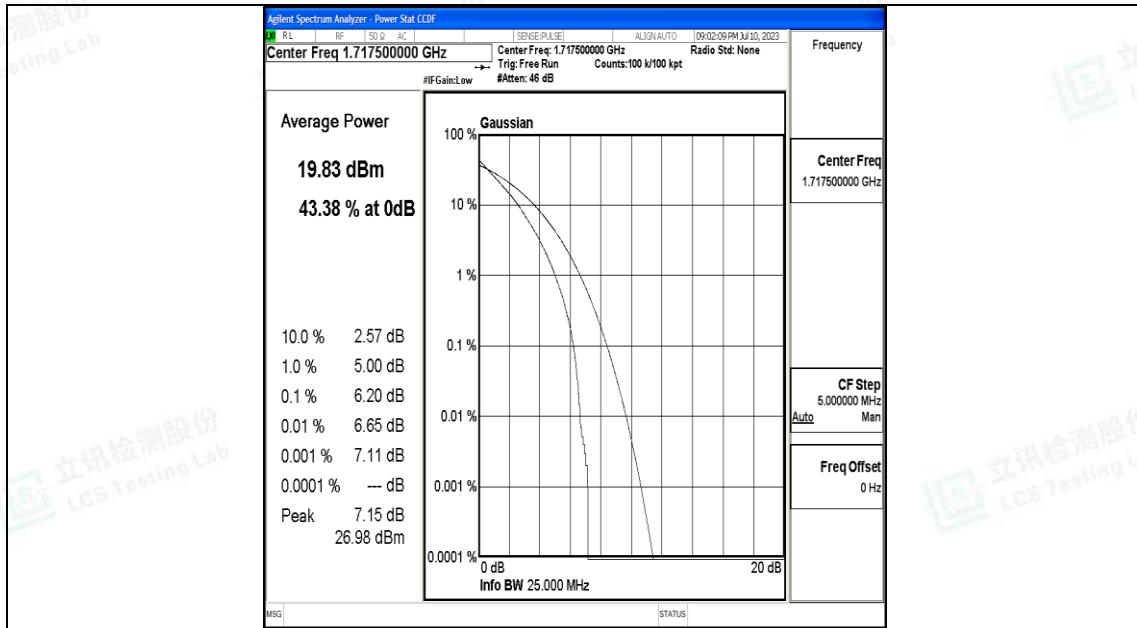 Agilent Spectrum Analyzer - Power Stat CCDF
RL RF 50 Ω AC SENSE:PULSE ALIGN AUTO 09:02:09 PM Jul 10, 2023
Center Freq 1.717500000 GHz
Center Freq: 1.717500000 GHz Radio Std: None
Trig: Free Run Counts:100 k/100 kpt
#IFGain:Low #Atten: 46 dB
Frequency
Average Power
19.83 dBm
43.38 % at 0dB
10.0 % 2.57 dB
1.0 % 5.00 dB
0.1 % 6.20 dB
0.01 % 6.65 dB
0.001 % 7.11 dB
0.0001 % --- dB
Peak 7.15 dB
26.98 dBm
Gaussian
100 %
10 %
1 %
0.1 %
0.01 %
0.001 %
0.0001 %
0 dB 20 dB
Info BW 25.000 MHz
Center Freq
1.717500000 GHz
CF Step
5.000000 MHz
Auto Man
Freq Offset
0 Hz
MSG STATUS
立讯检测股份
LCS Testing Lab